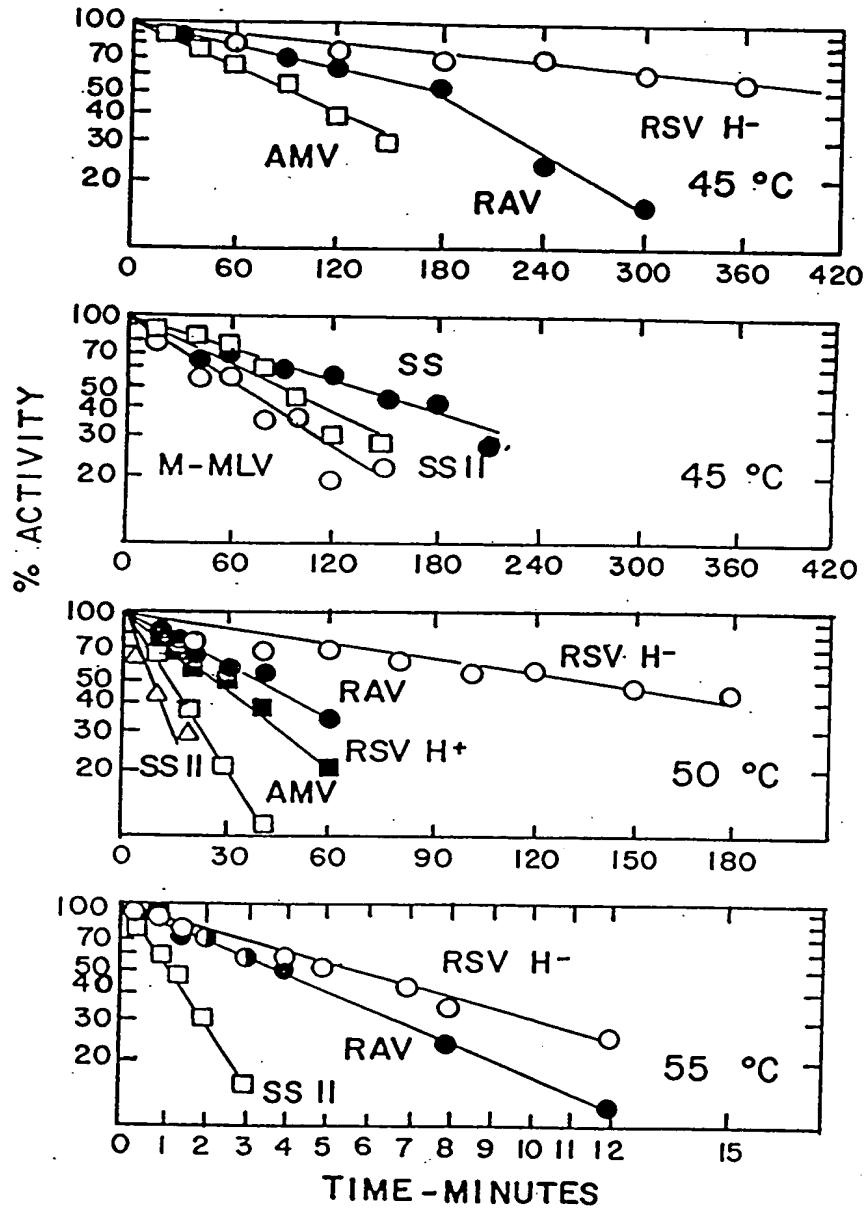 % ACTIVITY
100
70
50
40
30
20
AMV
RAV
RSV H-
45 °C
0 60 120 180 240 300 360 420
100
70
50
40
30
20
M-MLV
SS
SS II
45 °C
0 60 120 180 240 300 360 420
100
70
50
40
30
20
SS II
AMV
RSV H+
RAV
RSV H-
50 °C
0 30 60 90 120 150 180
100
70
50
40
30
20
SS II
RAV
RSV H-
55 °C
0 1 2 3 4 5 6 7 8 9 10 11 12 15
TIME-MINUTES